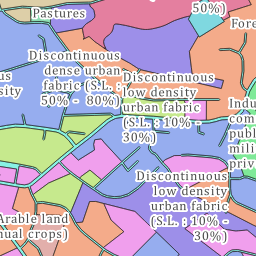 Pastures
50%)
Fore
Discontinuous
dense urban
fabric (S.L. :
50% - 80%)
Discontinuous
low density
urban fabric
(S.L. : 10% -
30%)
us
sity
Indu
com
publ
mili
priv
Discontinuous
low density
urban fabric
(S.L. : 10% -
30%)
Arable land
nual crops)